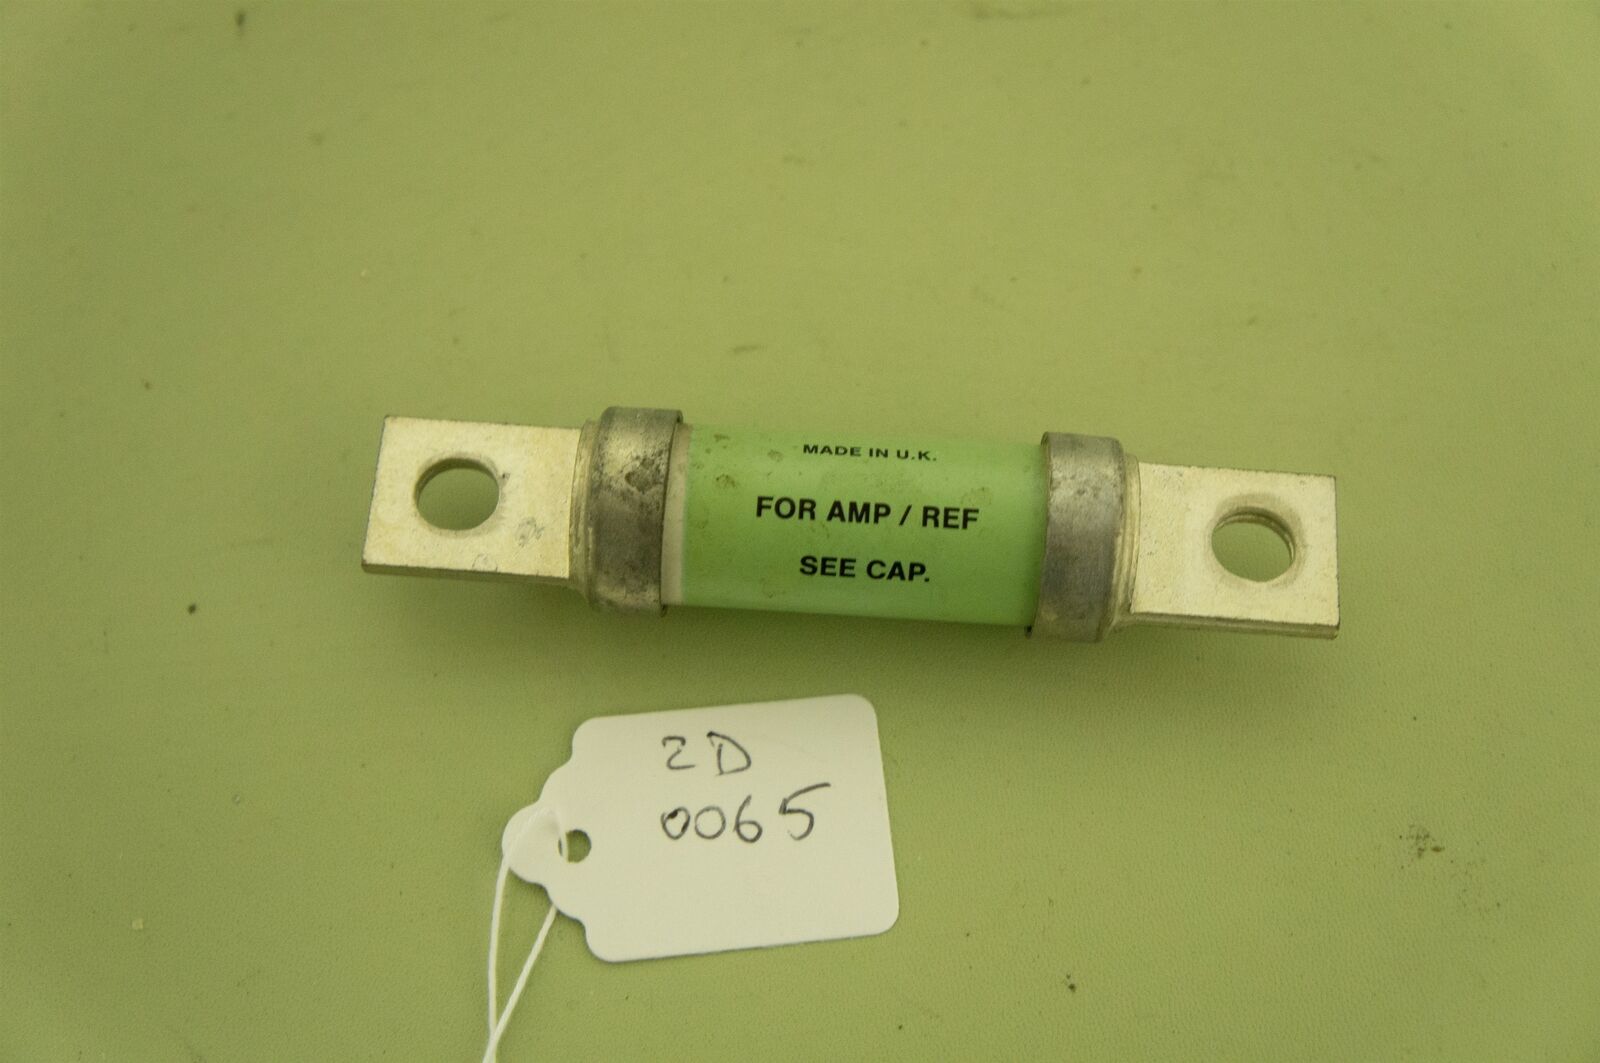 MADE IN U.K.
FOR AMP / REF
SEE CAP.
2D
0065